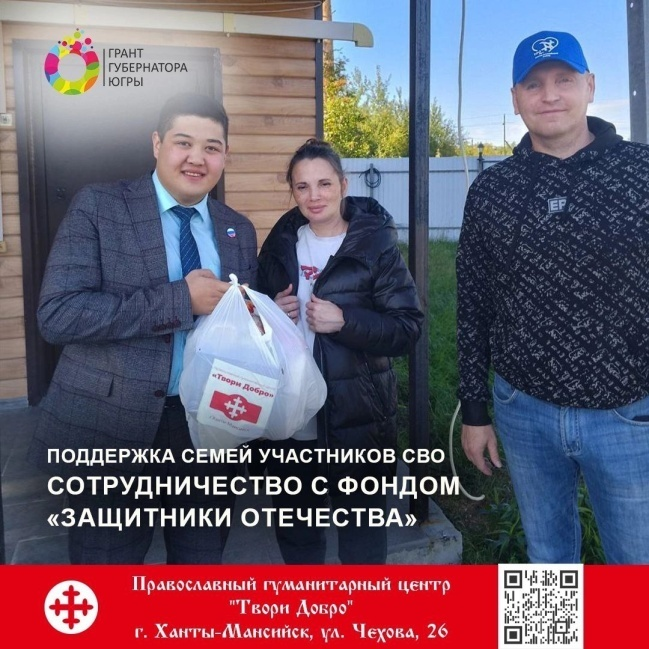 ГРАНТ
ГУБЕРНАТОРА
ЮГРЫ
EP
«Твори Добро»
ПОДДЕРЖКА СЕМЕЙ УЧАСТНИКОВ СВО
СОТРУДНИЧЕСТВО С ФОНДОМ
«ЗАЩИТНИКИ ОТЕЧЕСТВА»
Православный гуманитарный центр
"Твори Добро"
г. Ханты-Мансийск, ул. Чехова, 26